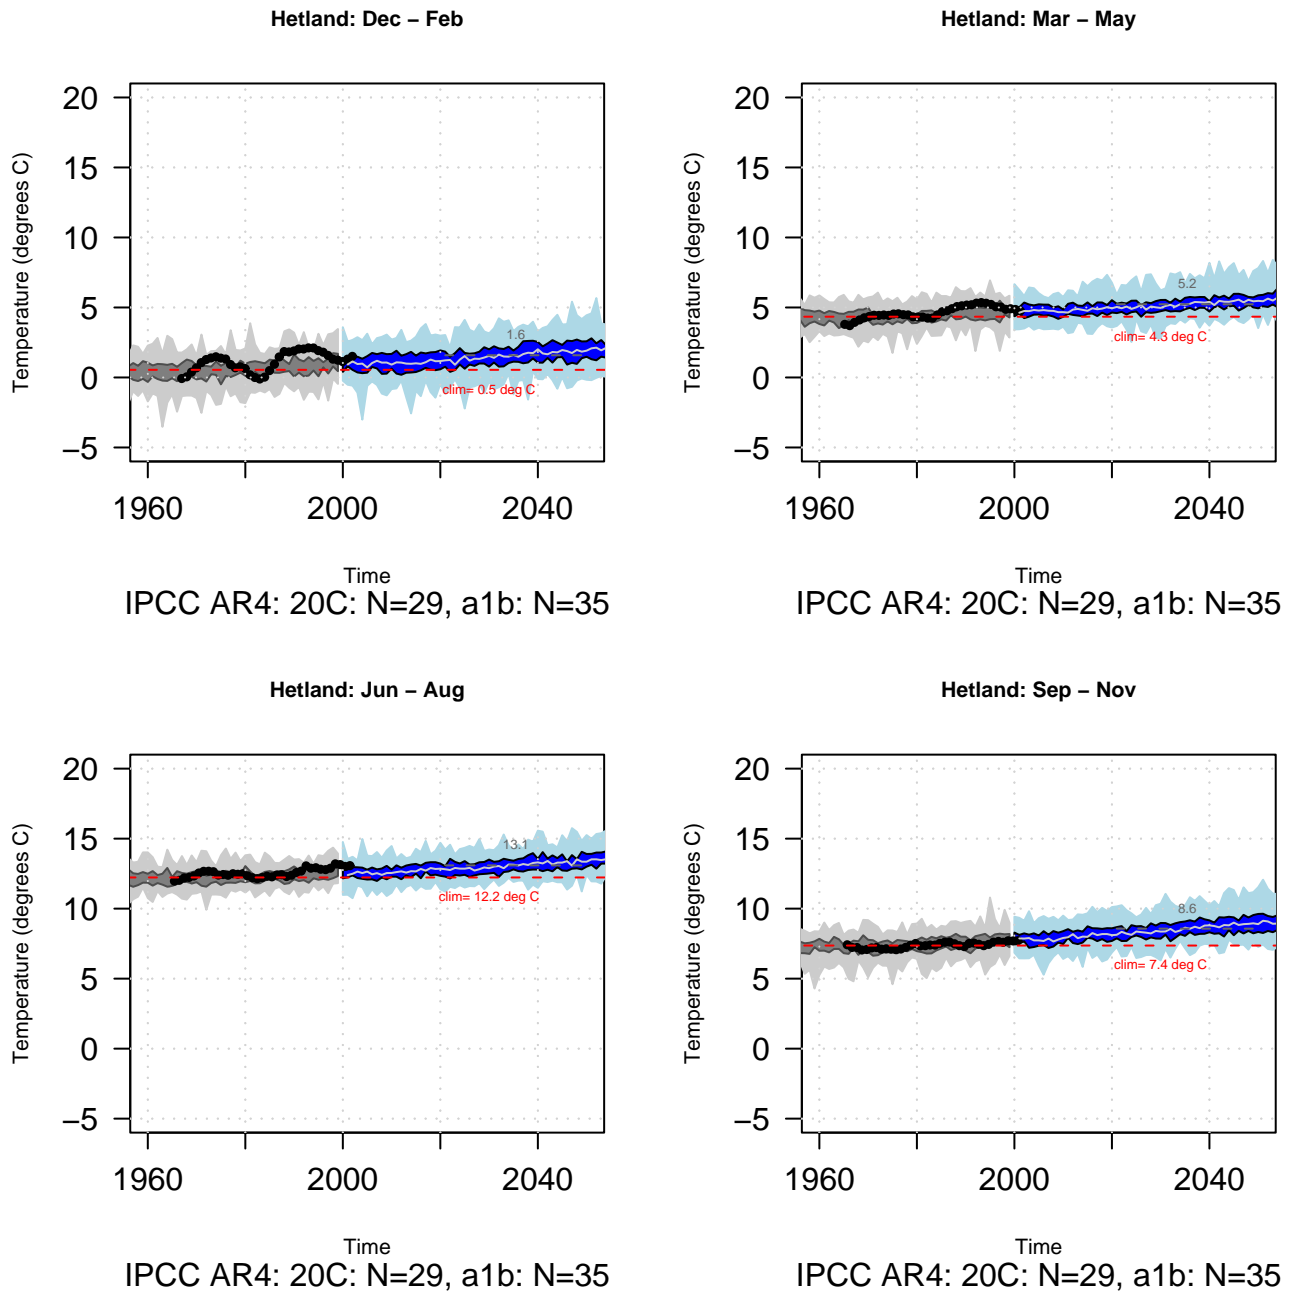 Hetland: Dec − Feb
20
15
10
5
0
−5
Temperature (degrees C)
1.6
clim= 0.5 deg C
1960
2000
2040
Time
IPCC AR4: 20C: N=29, a1b: N=35
Hetland: Mar − May
20
15
10
5
0
−5
Temperature (degrees C)
5.2
clim= 4.3 deg C
1960
2000
2040
Time
IPCC AR4: 20C: N=29, a1b: N=35
Hetland: Jun − Aug
20
15
10
5
0
−5
Temperature (degrees C)
13.1
clim= 12.2 deg C
1960
2000
2040
Time
IPCC AR4: 20C: N=29, a1b: N=35
Hetland: Sep − Nov
20
15
10
5
0
−5
Temperature (degrees C)
8.6
clim= 7.4 deg C
1960
2000
2040
Time
IPCC AR4: 20C: N=29, a1b: N=35